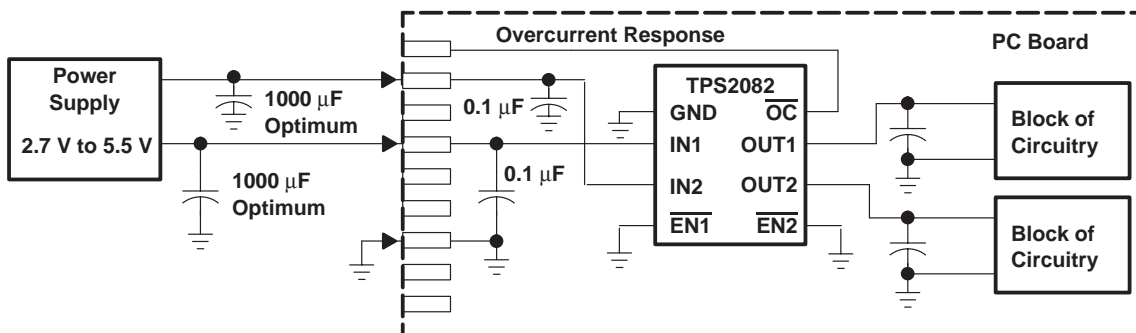 Overcurrent Response
PC Board
Power
Supply
2.7 V to 5.5 V
1000 μF
Optimum
1000 μF
Optimum
0.1 μF
0.1 μF
TPS2082
GND
OC
IN1
OUT1
IN2
OUT2
EN1
EN2
Block of
Circuitry
Block of
Circuitry